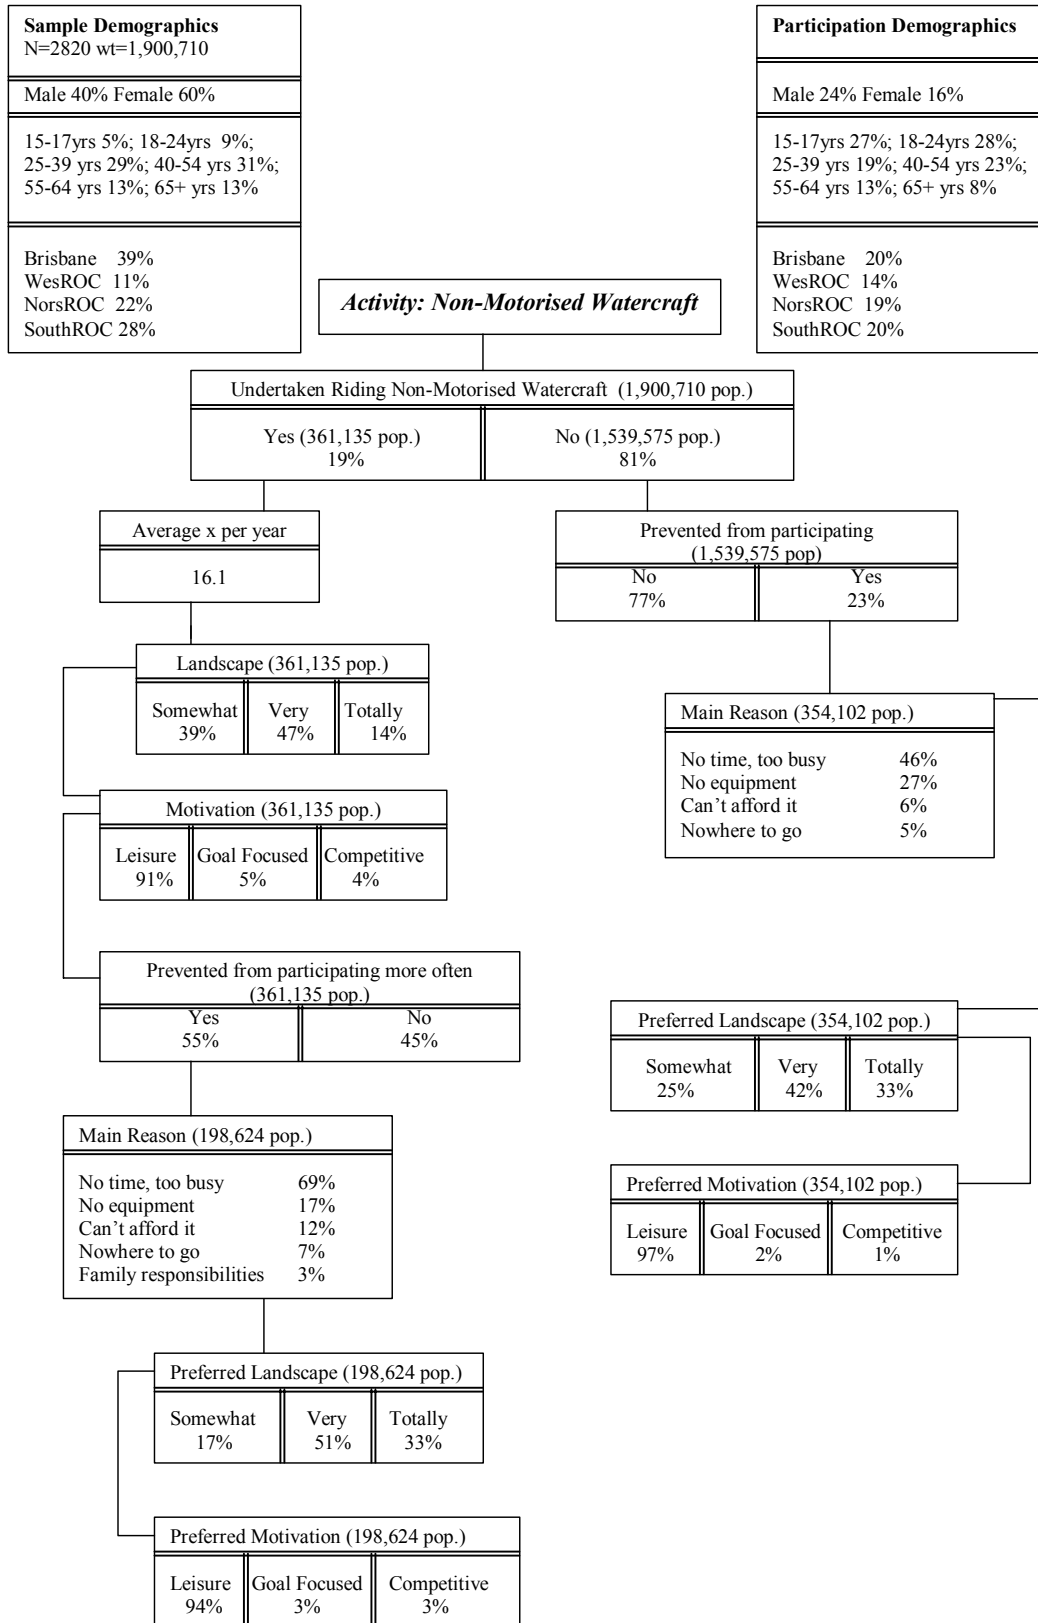 Sample Demographics
N=2820 wt=1,900,710
Male 40% Female 60%
15-17yrs 5%; 18-24yrs 9%;
25-39 yrs 29%; 40-54 yrs 31%;
55-64 yrs 13%; 65+ yrs 13%
Brisbane 39%
WesROC 11%
NorsROC 22%
SouthROC 28%
Participation Demographics
Male 24% Female 16%
15-17yrs 27%; 18-24yrs 28%;
25-39 yrs 19%; 40-54 yrs 23%;
55-64 yrs 13%; 65+ yrs 8%
Brisbane 20%
WesROC 14%
NorsROC 19%
SouthROC 20%
Activity: Non-Motorised Watercraft
Undertaken Riding Non-Motorised Watercraft (1,900,710 pop.)
Yes (361,135 pop.) No (1,539,575 pop.)
19% 81%
Average x per year
16.1
Prevented from participating
(1,539,575 pop)
No Yes
77% 23%
Landscape (361,135 pop.)
Somewhat Very Totally
39% 47% 14%
Main Reason (354,102 pop.)
No time, too busy 46%
No equipment 27%
Can't afford it 6%
Nowhere to go 5%
Motivation (361,135 pop.)
Leisure Goal Focused Competitive
91% 5% 4%
Prevented from participating more often
(361,135 pop.)
Yes No
55% 45%
Preferred Landscape (354,102 pop.)
Somewhat Very Totally
25% 42% 33%
Main Reason (198,624 pop.)
No time, too busy 69%
No equipment 17%
Can't afford it 12%
Nowhere to go 7%
Family responsibilities 3%
Preferred Motivation (354,102 pop.)
Leisure Goal Focused Competitive
97% 2% 1%
Preferred Landscape (198,624 pop.)
Somewhat Very Totally
17% 51% 33%
Preferred Motivation (198,624 pop.)
Leisure Goal Focused Competitive
94% 3% 3%